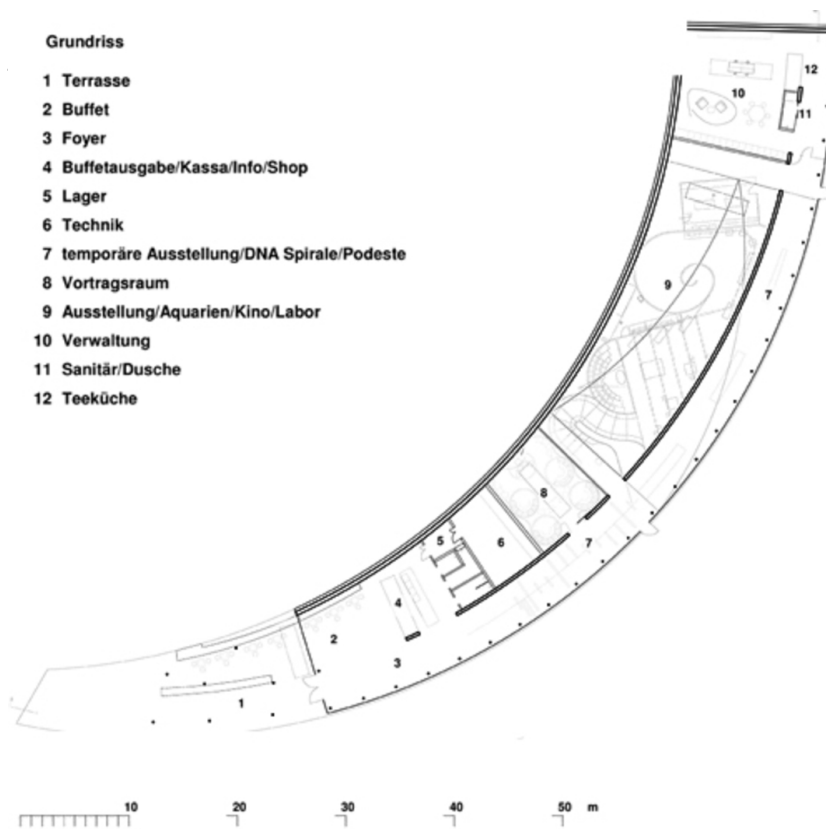 Grundriss
1 Terrasse
2 Buffet
3 Foyer
4 Buffetausgabe/Kassa/Info/Shop
5 Lager
6 Technik
7 temporäre Ausstellung/DNA Spirale/Podeste
8 Vortragsraum
9 Ausstellung/Aquarien/Kino/Labor
10 Verwaltung
11 Sanitär/Dusche
12 Teeküche
12
10
11
9
7
8
5
6
7
4
2
3
1
10 20 30 40 50 m